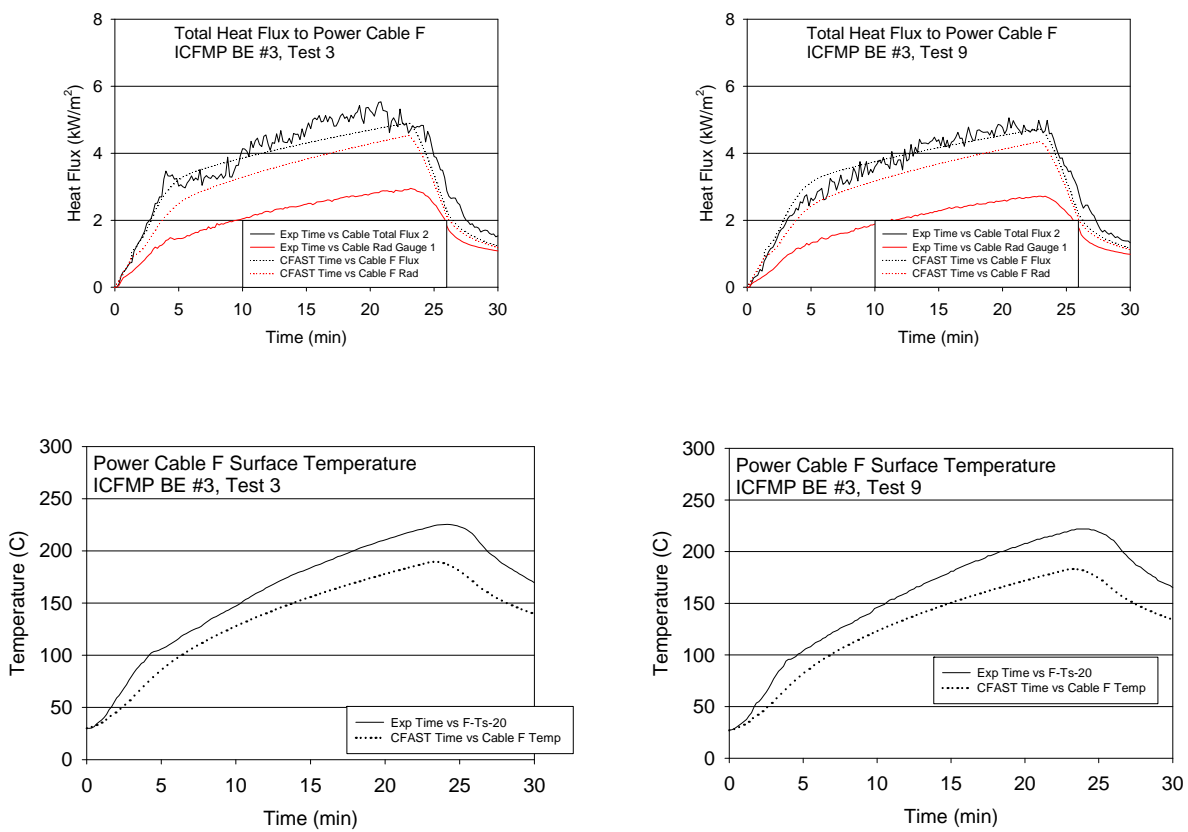 Total Heat Flux to Power Cable F
ICFMP BE #3, Test 3
8
6
4
2
0
Heat Flux (kW/m²)
Exp Time vs Cable Total Flux 2
Exp Time vs Cable Rad Gauge 1
CFAST Time vs Cable F Flux
CFAST Time vs Cable F Rad
0 5 10 15 20 25 30
Time (min)
Total Heat Flux to Power Cable F
ICFMP BE #3, Test 9
8
6
4
2
0
Heat Flux (kW/m²)
Exp Time vs Cable Total Flux 2
Exp Time vs Cable Rad Gauge 1
CFAST Time vs Cable F Flux
CFAST Time vs Cable F Rad
0 5 10 15 20 25 30
Time (min)
Power Cable F Surface Temperature
ICFMP BE #3, Test 3
300
250
200
150
100
50
0
Temperature (C)
Exp Time vs F-Ts-20
CFAST Time vs Cable F Temp
0 5 10 15 20 25 30
Time (min)
Power Cable F Surface Temperature
ICFMP BE #3, Test 9
300
250
200
150
100
50
0
Temperature (C)
Exp Time vs F-Ts-20
CFAST Time vs Cable F Temp
0 5 10 15 20 25 30
Time (min)